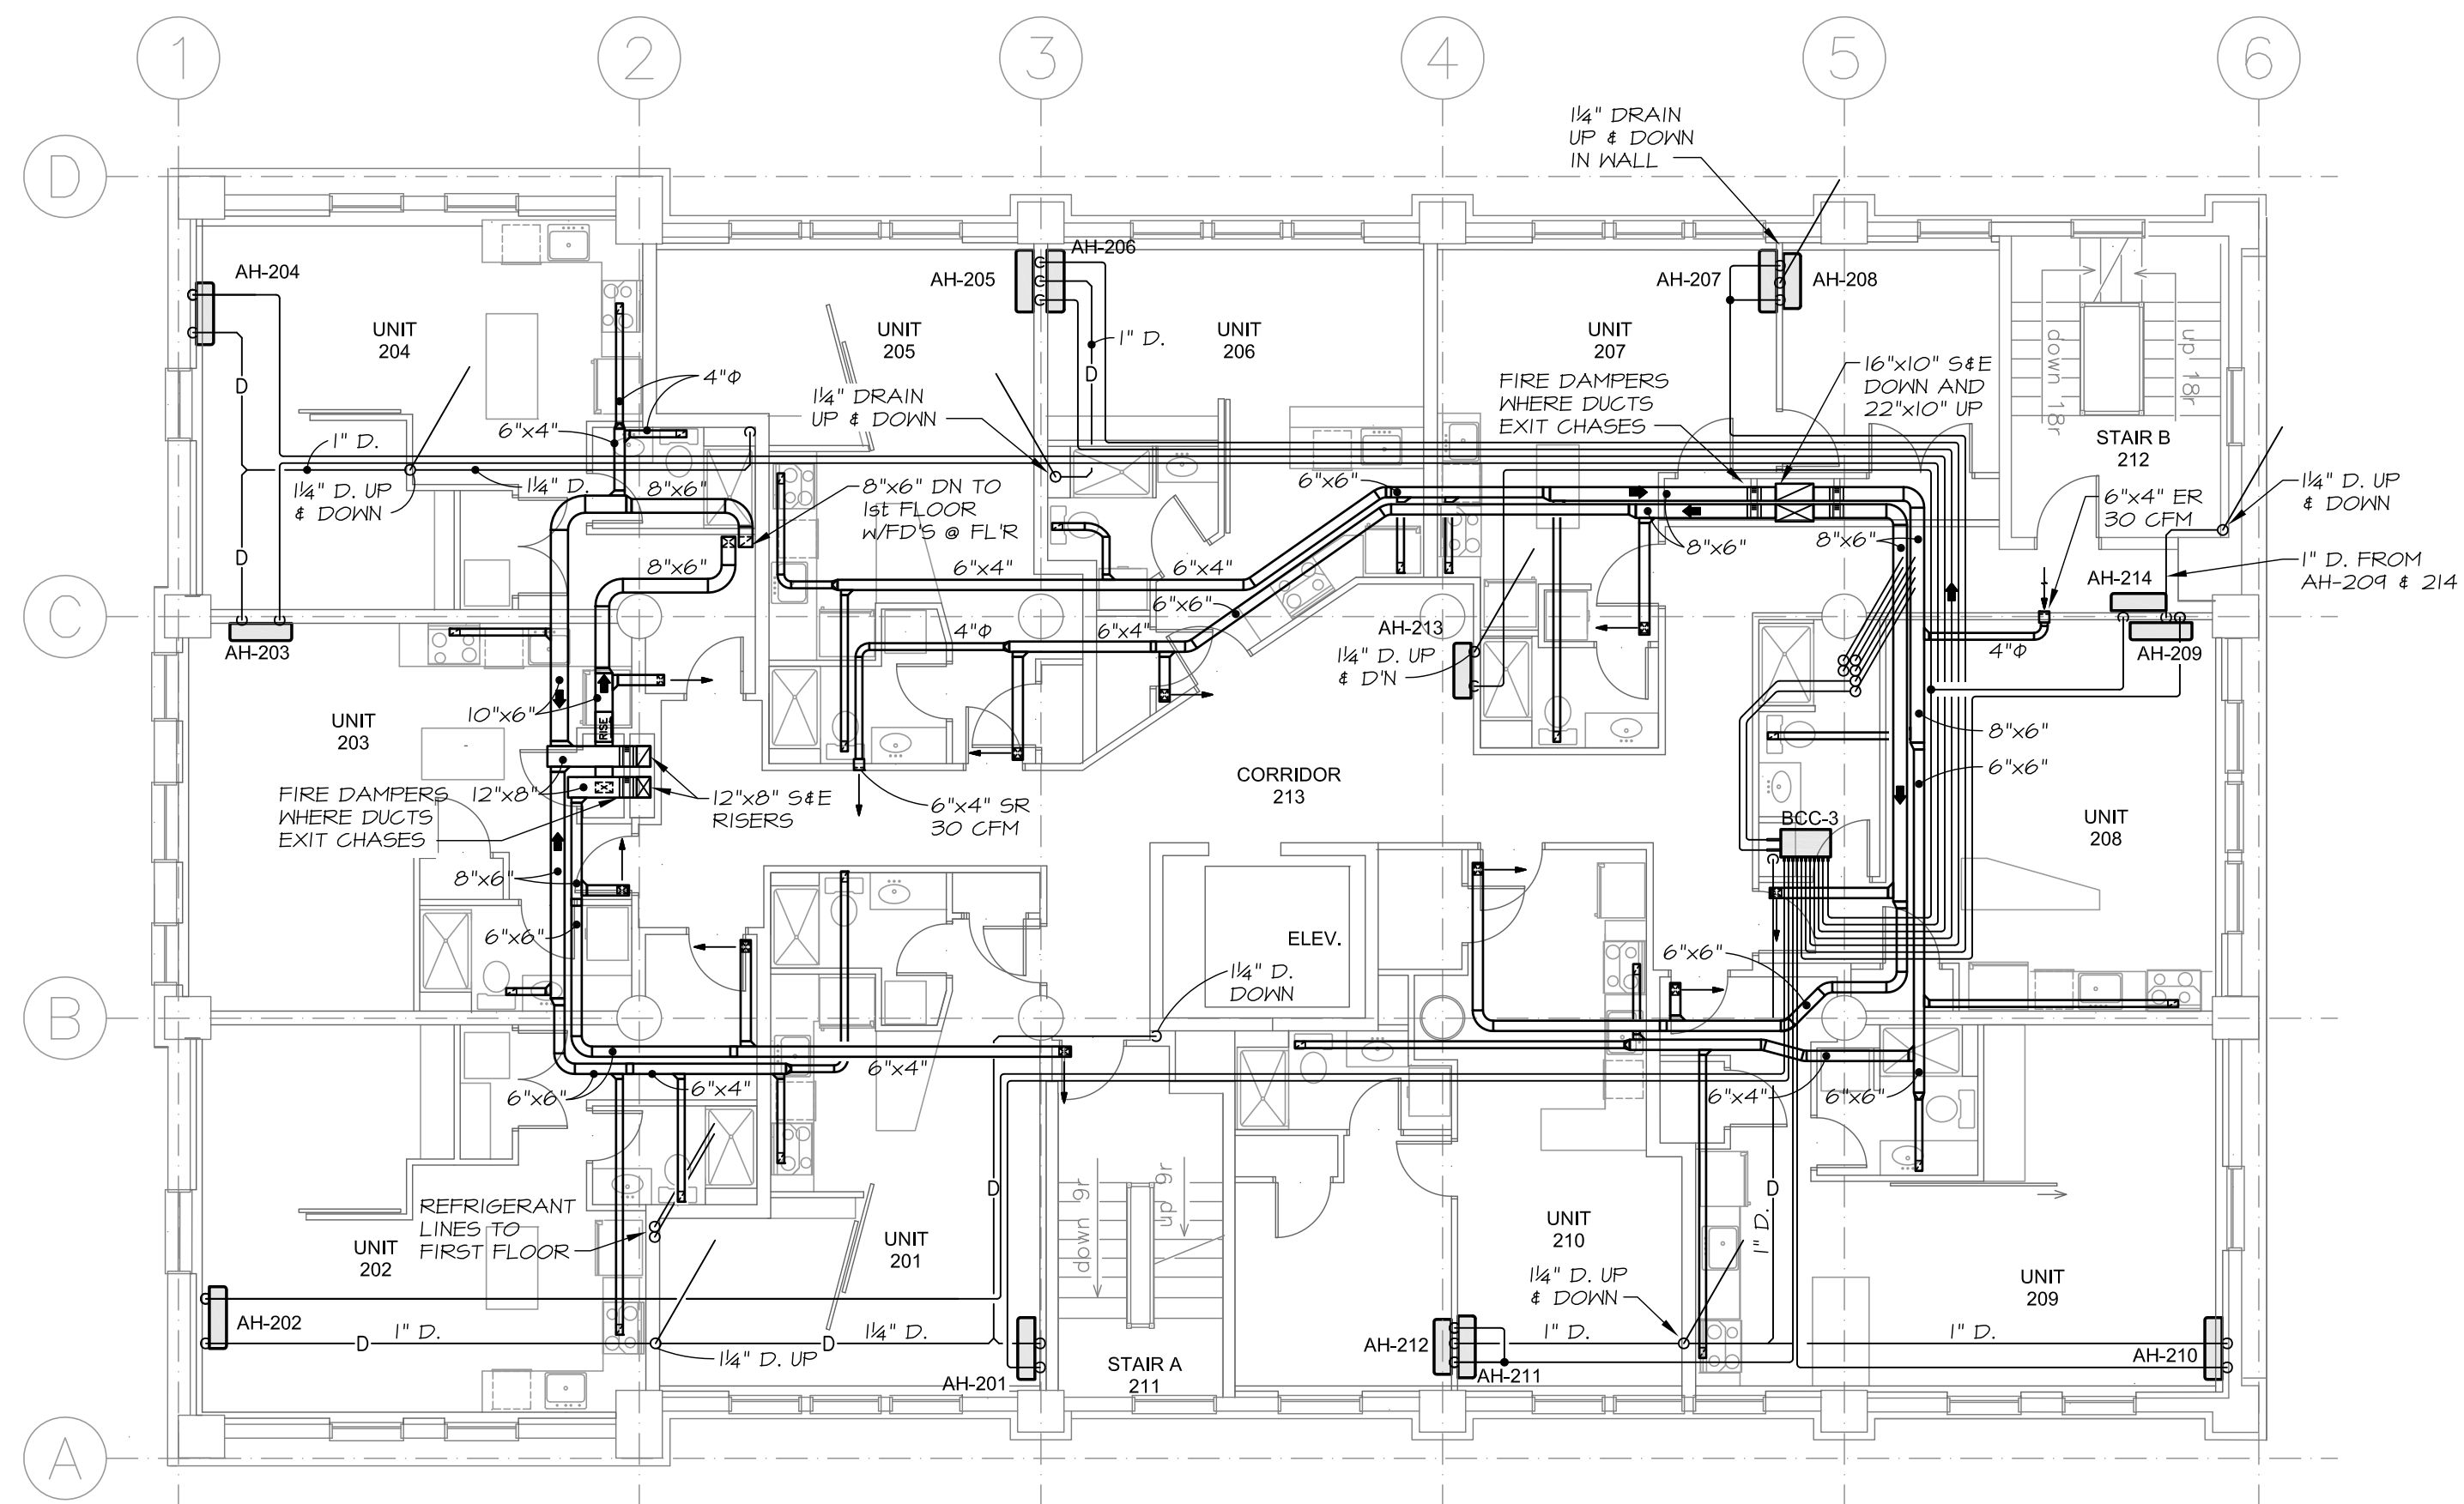 1
2
3
4
5
6
1¼" DRAIN
UP & DOWN
IN WALL
D
AH-204
AH-205
AH-206
AH-207
AH-208
UNIT
204
UNIT
205
UNIT
206
UNIT
207
1" D.
D
D
4"Φ
1¼" DRAIN
UP & DOWN
FIRE DAMPERS
WHERE DUCTS
EXIT CHASES
16"x10" S&E
DOWN AND
22"x10" UP
down 18r
up 18r
STAIR B
212
6"x4"
1" D.
1¼" D. UP
& DOWN
1¼" D.
8"x6"
8"x6" DN TO
1st FLOOR
W/FD'S @ FL'R
6"x6"
8"x6"
8"x6"
6"x4" ER
30 CFM
1¼" D. UP
& DOWN
1" D. FROM
AH-209 & 214
D
8"x6"
6"x4"
6"x4"
6"x6"
AH-214
C
AH-203
4"Φ
6"x4"
AH-213
1¼" D. UP
& D'N
4"Φ
AH-209
10"x6"
UNIT
203
RISE
8"x6"
6"x6"
CORRIDOR
213
FIRE DAMPERS
WHERE DUCTS
EXIT CHASES
12"x8"
12"x8" S&E
RISERS
6"x4" SR
30 CFM
BCC-3
UNIT
208
8"x6"
6"x6"
ELEV.
6"x6"
1¼" D.
DOWN
B
6"x4"
6"x6"
6"x4"
6"x4"
6"x6"
D
D
REFRIGERANT
LINES TO
FIRST FLOOR
UNIT
202
UNIT
201
down 9r
up 9r
UNIT
210
1" D.
1¼" D. UP
& DOWN
UNIT
209
AH-202
1" D.
D
1¼" D. UP
D
1¼" D.
AH-201
STAIR A
211
AH-212
AH-211
1" D.
1" D.
AH-210
A